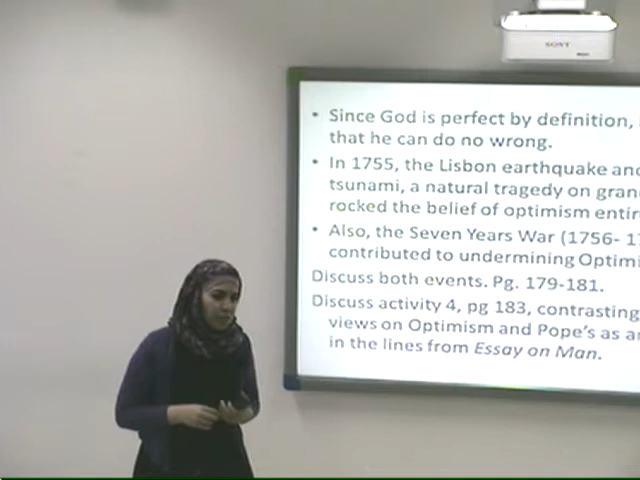 SONY
• Since God is perfect by definition,
that he can do no wrong.
• In 1755, the Lisbon earthquake and
tsunami, a natural tragedy on
rocked the belief of optimism
• Also, the Seven Years War (1756-
contributed to undermining
Discuss both events. Pg. 179-181.
Discuss activity 4, pg 183, contrasting
views on Optimism and Pope's as
in the lines from Essay on Man.